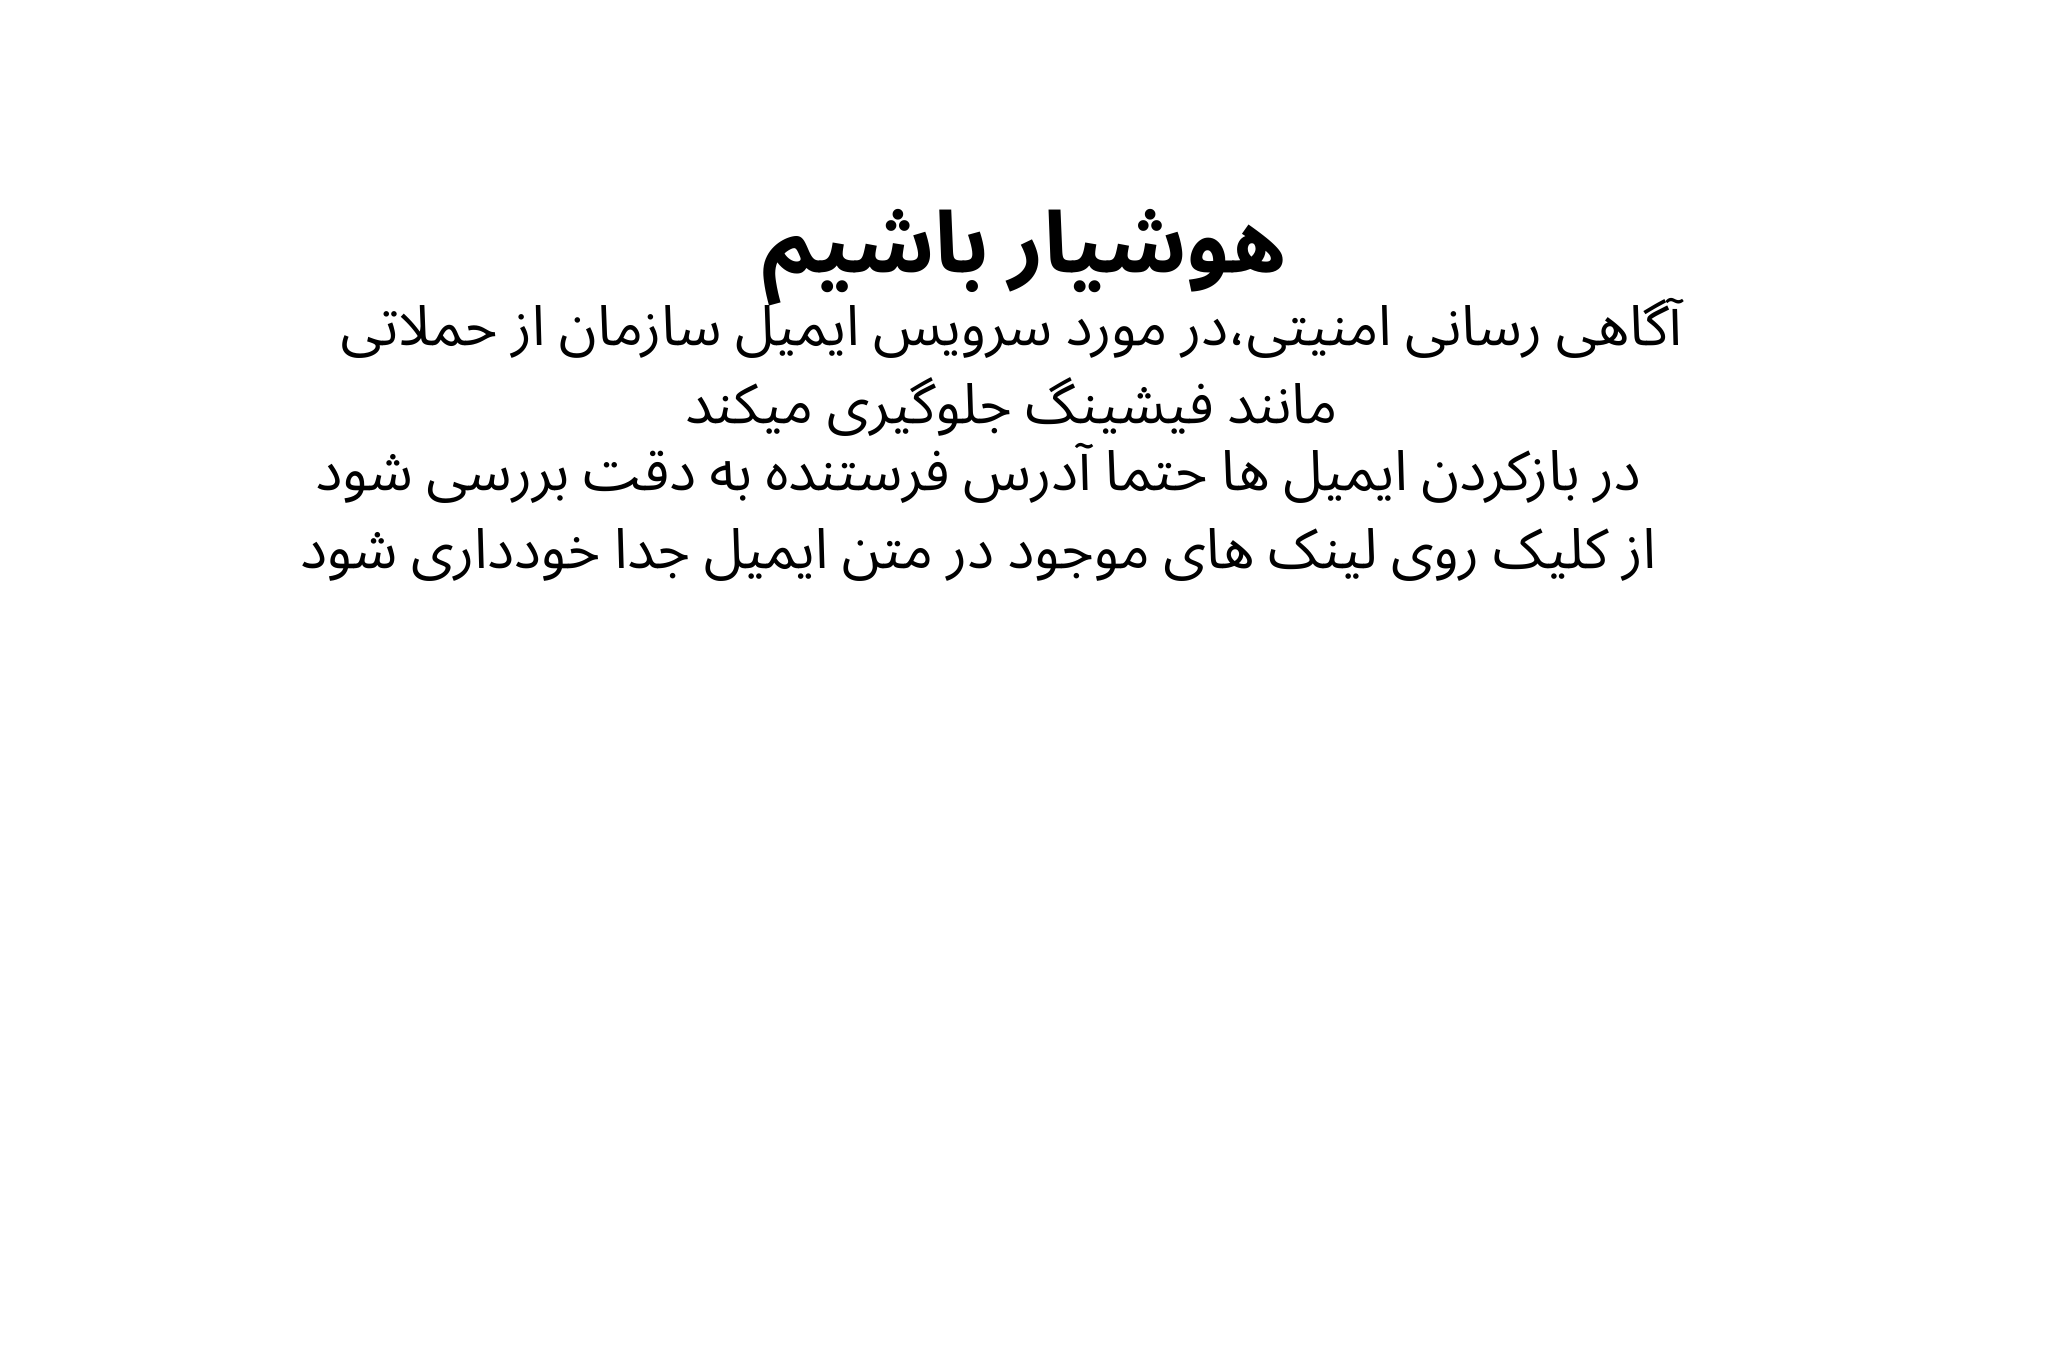 هوشیار باشیم
آگاهی رسانی امنیتی،در مورد سرویس ایمیل سازمان از حملاتی
مانند فیشینگ جلوگیری میکند
در بازکردن ایمیل ها حتما آدرس فرستنده به دقت بررسی شود
از کلیک روی لینک های موجود در متن ایمیل جدا خودداری شود